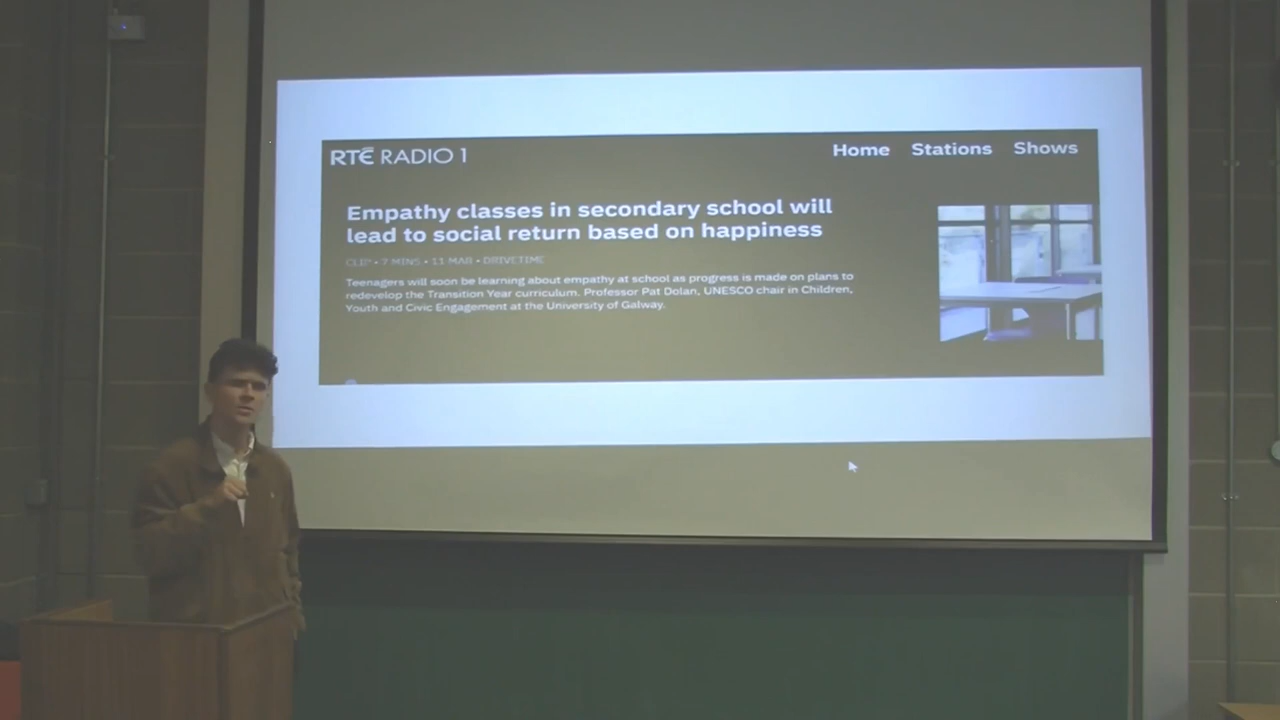 RTÉ RADIO 1
Home Stations Shows
Empathy classes in secondary school will
lead to social return based on happiness
CLIP • 7 MINS • 11 MAR • DRIVETIME
Teenagers will soon be learning about empathy at school as progress is made on plans to
redevelop the Transition Year curriculum. Professor Pat Dolan, UNESCO chair in Children,
Youth and Civic Engagement at the University of Galway.